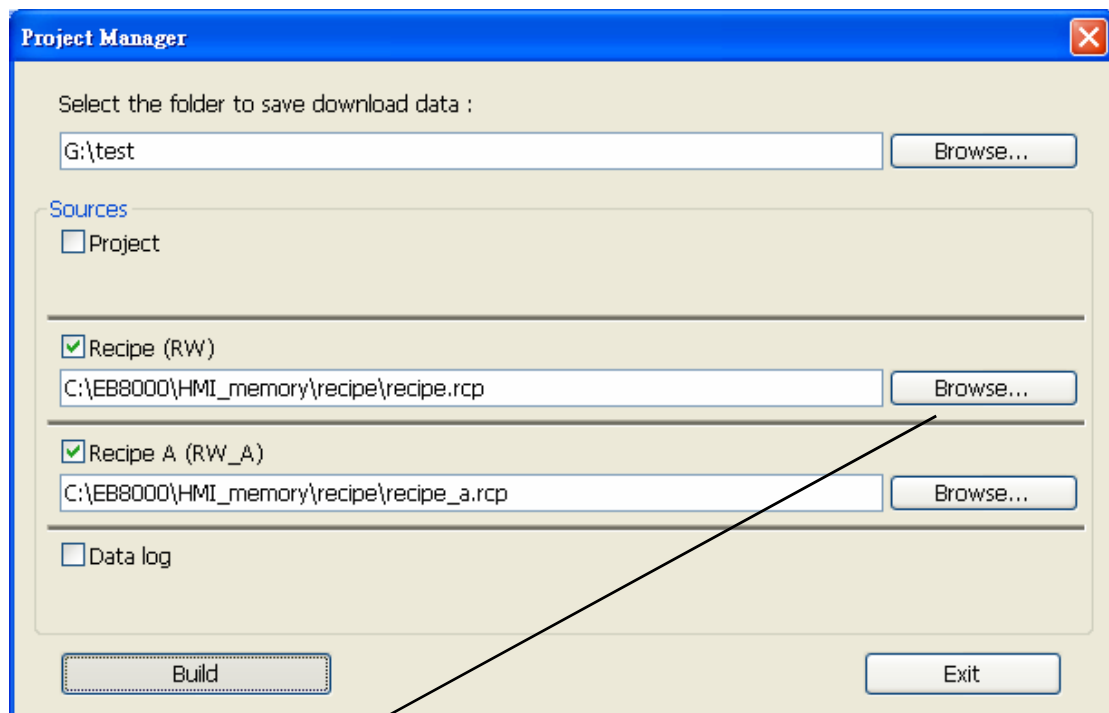 Project Manager
Select the folder to save download data :
G:\test
Browse...
Sources
Project
Recipe (RW)
C:\EB8000\HMI_memory\recipe\recipe.rcp
Browse...
Recipe A (RW_A)
C:\EB8000\HMI_memory\recipe\recipe_a.rcp
Browse...
Data log
Build
Exit